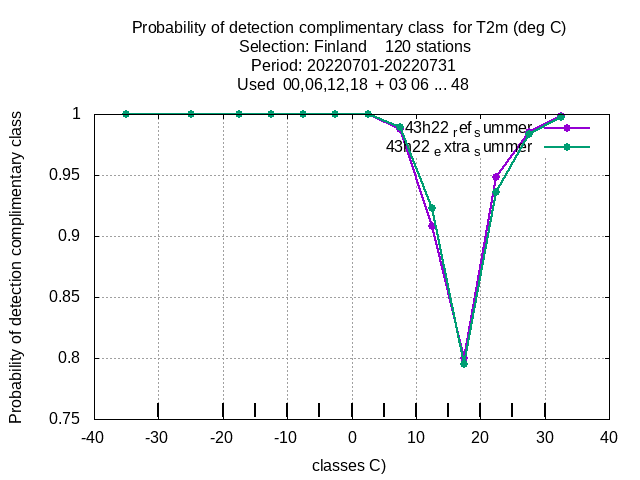 Probability of detection complimentary class for T2m (deg C)
Selection: Finland 120 stations
Period: 20220701-20220731
Used 00,06,12,18 + 03 06 ... 48
Probability of detection complimentary class
1
0.95
0.9
0.85
0.8
0.75
43h22 ref summer
43h22 extra summer
-40 -30 -20 -10 0 10 20 30 40
classes C)